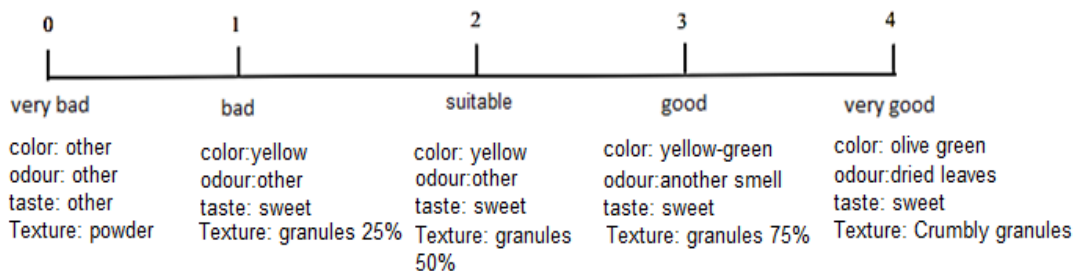 0 1 2 3 4
very bad bad suitable good very good
color: other
odour: other
taste: other
Texture: powder
color:yellow
odour:other
taste: sweet
Texture: granules 25%
color: yellow
odour:other
taste: sweet
Texture: granules
50%
color: yellow-green
odour:another smell
taste: sweet
Texture: granules 75%
color: olive green
odour:dried leaves
taste: sweet
Texture: Crumbly granules